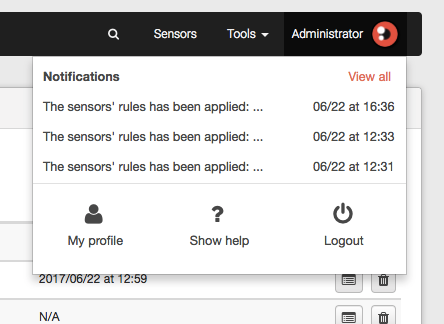 Sensors Tools Administrator
Notifications View all
The sensors' rules has been applied: ... 06/22 at 16:36
The sensors' rules has been applied: ... 06/22 at 12:33
The sensors' rules has been applied: ... 06/22 at 12:31
My profile Show help Logout
2017/06/22 at 12:59
N/A